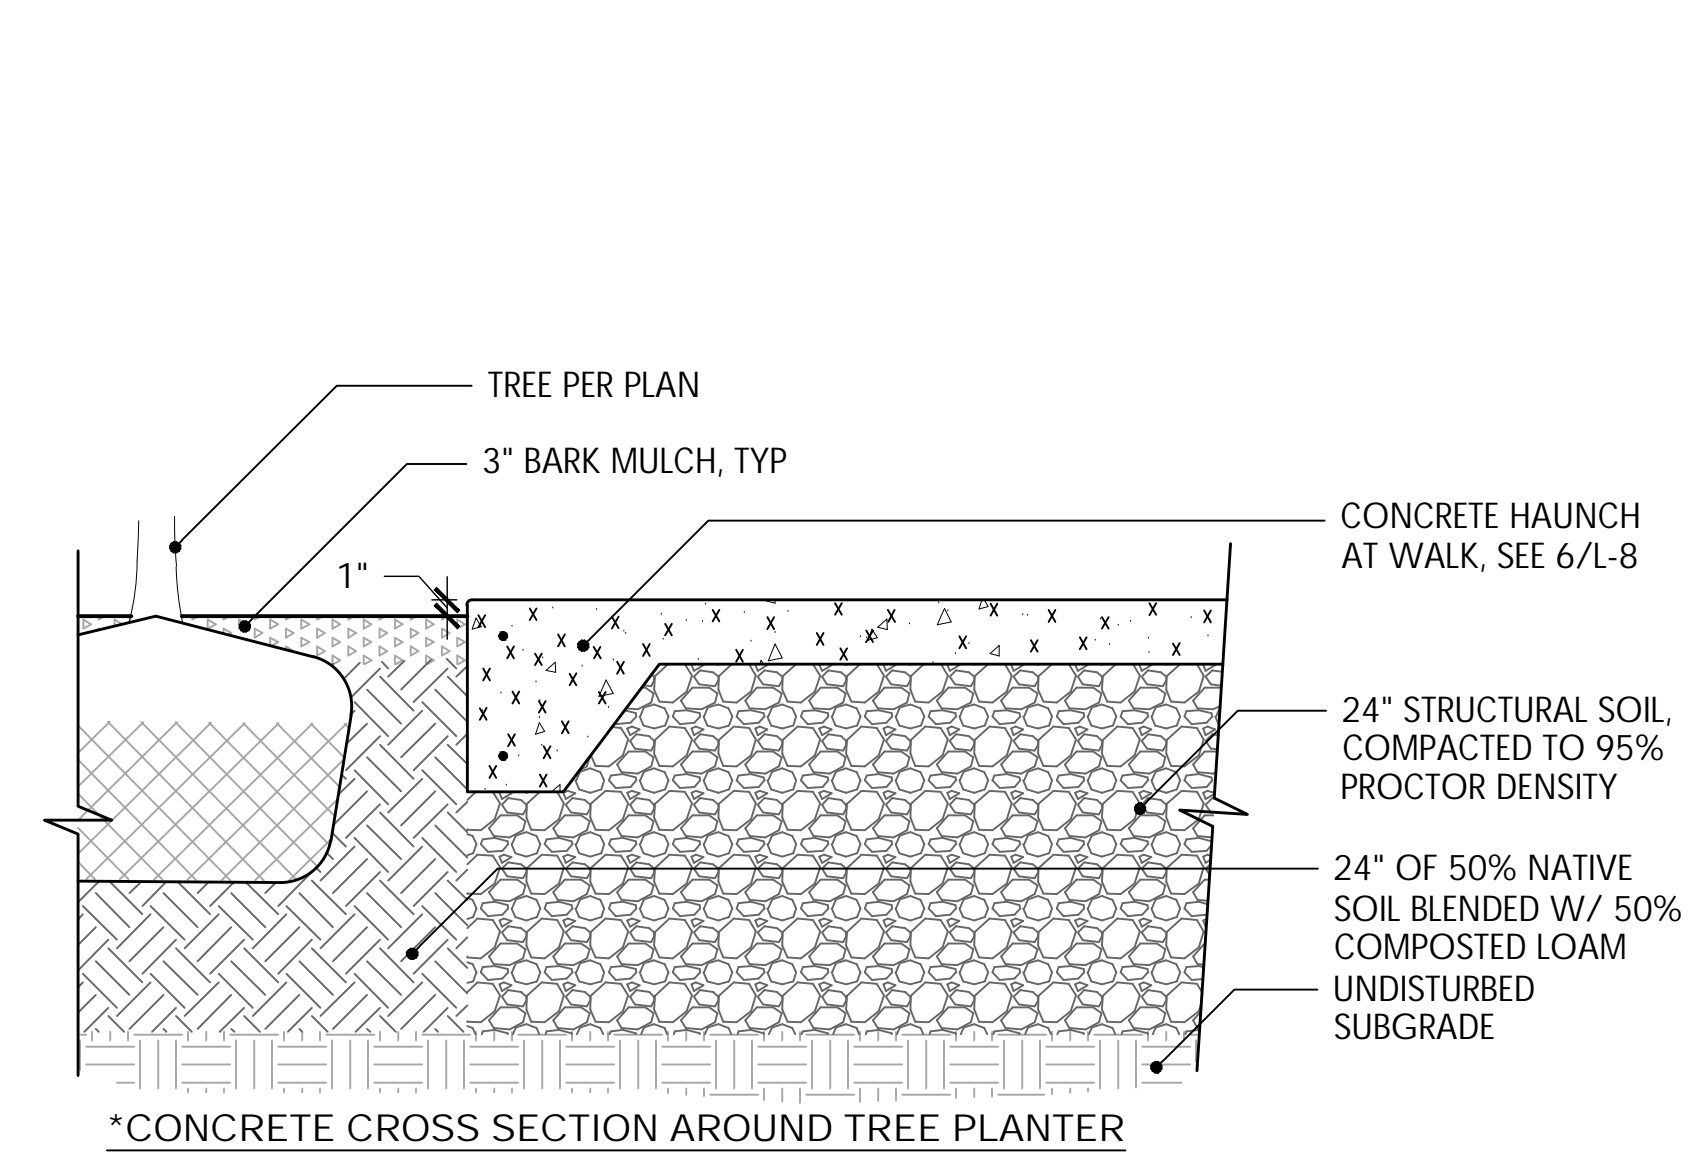 TREE PER PLAN
3" BARK MULCH, TYP
CONCRETE HAUNCH
AT WALK, SEE 6/L-8
1"
24" STRUCTURAL SOIL,
COMPACTED TO 95%
PROCTOR DENSITY
24" OF 50% NATIVE
SOIL BLENDED W/ 50%
COMPOSTED LOAM
UNDISTURBED
SUBGRADE
*CONCRETE CROSS SECTION AROUND TREE PLANTER